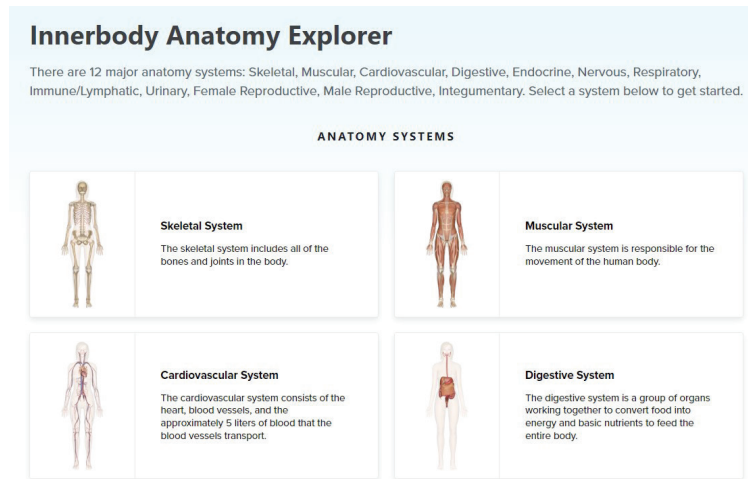 Innerbody Anatomy Explorer
There are 12 major anatomy systems: Skeletal, Muscular, Cardiovascular, Digestive, Endocrine, Nervous, Respiratory,
Immune/Lymphatic, Urinary, Female Reproductive, Male Reproductive, Integumentary. Select a system below to get started.
ANATOMY SYSTEMS
Skeletal System
The skeletal system includes all of the
bones and joints in the body.
Muscular System
The muscular system is responsible for the
movement of the human body.
Cardiovascular System
The cardiovascular system consists of the
heart, blood vessels, and the
approximately 5 liters of blood that the
blood vessels transport.
Digestive System
The digestive system is a group of organs
working together to convert food into
energy and basic nutrients to feed the
entire body.